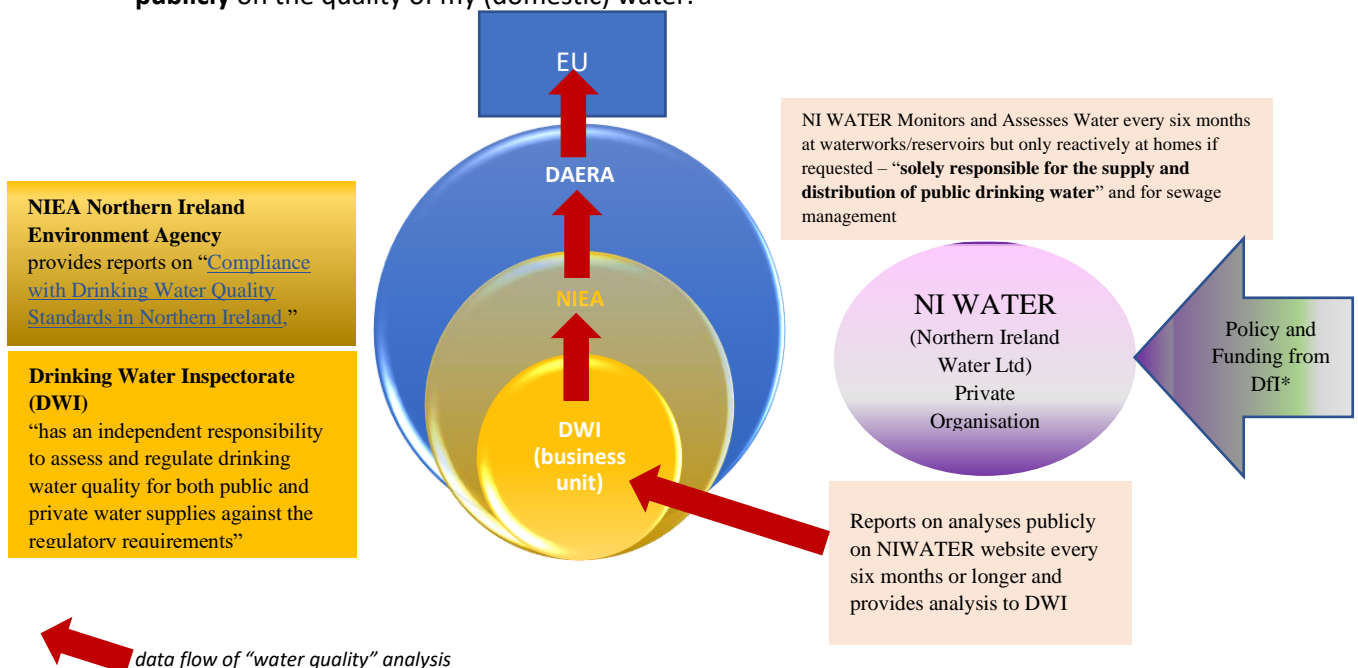 publicly on the quality of my (domestic) water.
EU
DAERA
NIEA
DWI
(business
unit)
NIEA Northern Ireland
Environment Agency
provides reports on “Compliance
with Drinking Water Quality
Standards in Northern Ireland,”
Drinking Water Inspectorate
(DWI)
“has an independent responsibility
to assess and regulate drinking
water quality for both public and
private water supplies against the
regulatory requirements”
NI WATER Monitors and Assesses Water every six months
at waterworks/reservoirs but only reactively at homes if
requested – “solely responsible for the supply and
distribution of public drinking water” and for sewage
management
NI WATER
(Northern Ireland
Water Ltd)
Private
Organisation
Policy and
Funding from
DfI*
Reports on analyses publicly
on NIWATER website every
six months or longer and
provides analysis to DWI
data flow of “water quality” analysis